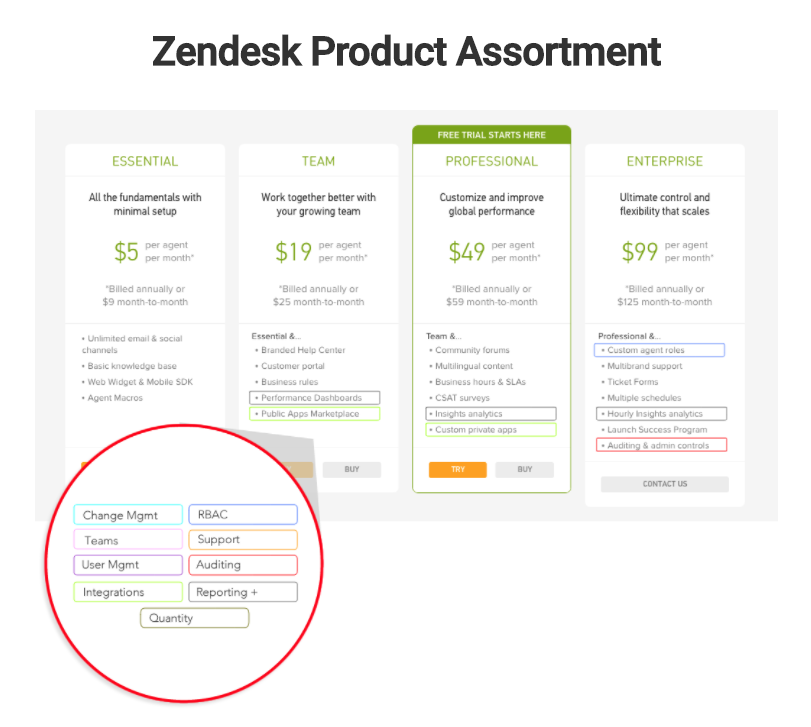 Zendesk Product Assortment
FREE TRIAL STARTS HERE
ESSENTIAL
All the fundamentals with
minimal setup
$5 per agent
per month*
*Billed annually or
$9 month-to-month
• Unlimited email & social
channels
• Basic knowledge base
• Web Widget & Mobile SDK
• Agent Macros
TEAM
Work together better with
your growing team
$19 per agent
per month*
*Billed annually or
$25 month-to-month
Essential &...
• Branded Help Center
• Customer portal
• Business rules
• Performance Dashboards
• Public Apps Marketplace
BUY
PROFESSIONAL
Customize and improve
global performance
$49 per agent
per month*
*Billed annually or
$59 month-to-month
Team &...
• Community forums
• Multilingual content
• Business hours & SLAs
• CSAT surveys
• Insights analytics
• Custom private apps
TRY BUY
ENTERPRISE
Ultimate control and
flexibility that scales
$99 per agent
per month*
*Billed annually or
$125 month-to-month
Professional &...
• Custom agent roles
• Multibrand support
• Ticket Forms
• Multiple schedules
• Hourly Insights analytics
• Launch Success Program
• Auditing & admin controls
CONTACT US
Change Mgmt RBAC
Teams Support
User Mgmt Auditing
Integrations Reporting +
Quantity